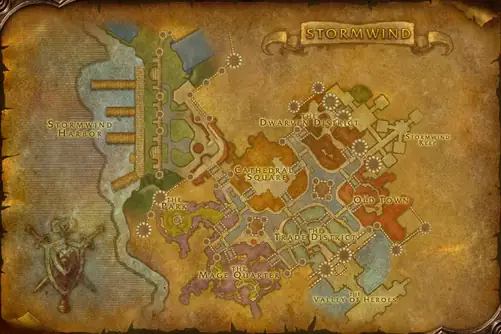 STORMWIND
DWARVEN DISTRICT
STORMWIND
HARBOR
STORMWIND
KEEP
CATHEDRAL
SQUARE
THE
PARK
OLD TOWN
THE
TRADE DISTRICT
THE
MAGE QUARTER
THE
VALLEY OF HEROES